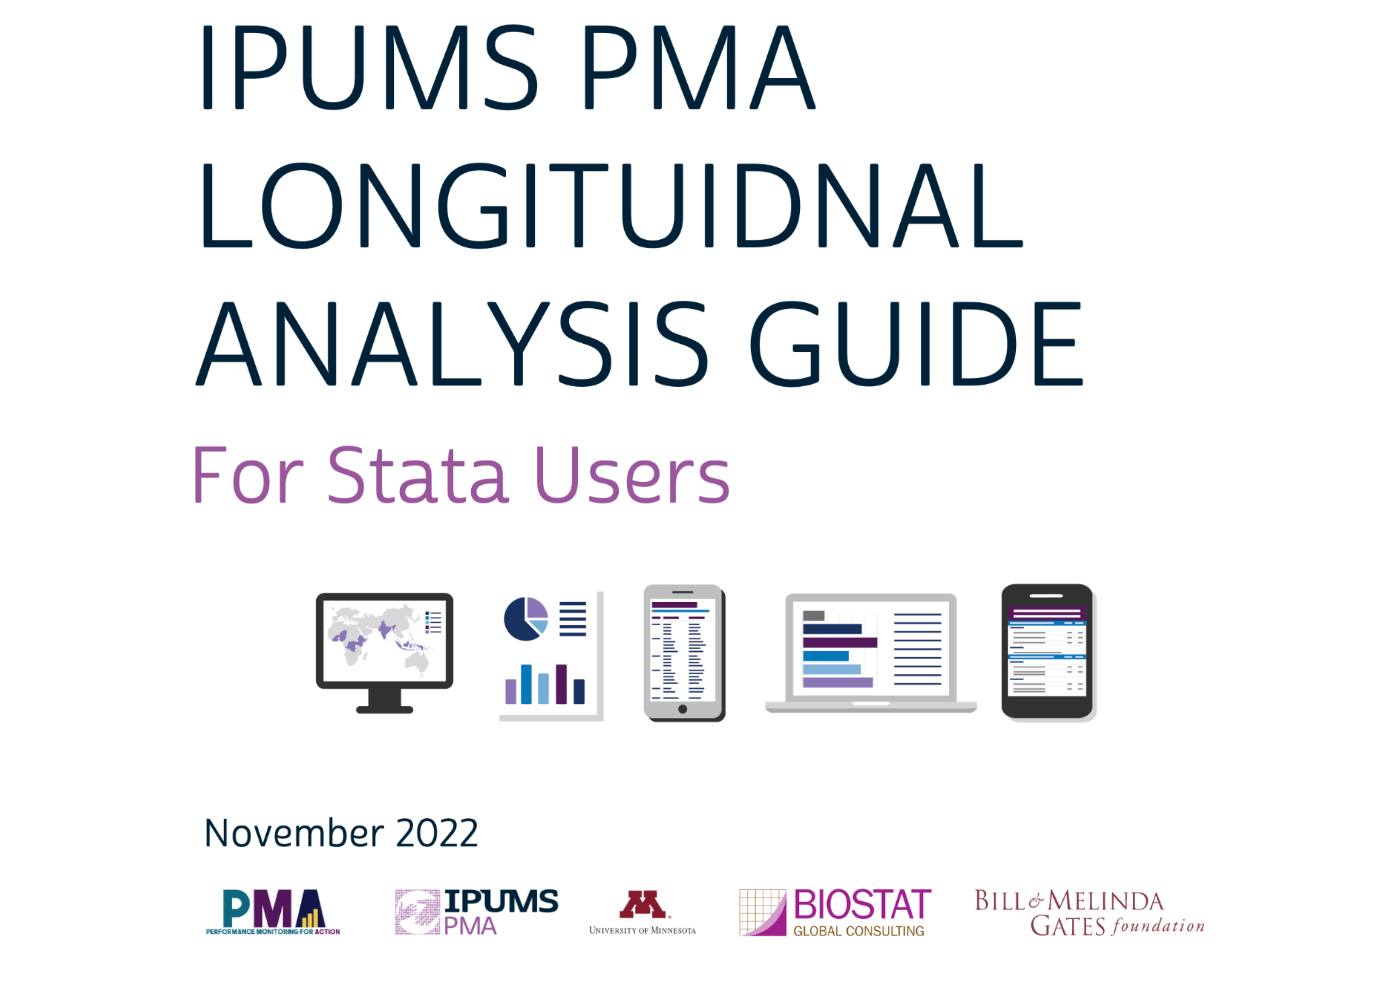 IPUMS PMA
LONGITUIDNAL
ANALYSIS GUIDE
For Stata Users
November 2022
PMA
PERFORMANCE MONITORING FOR ACTION
IPUMS
PMA
M
UNIVERSITY OF MINNESOTA
BIOSTAT
GLOBAL CONSULTING
BILL & MELINDA
GATES foundation